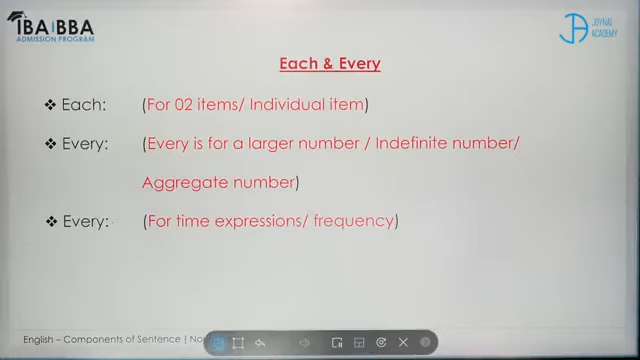 IBA|BBA
ADMISSION PROGRAM
JOYNAL
ACADEMY
Each & Every
❖ Each: (For 02 items/ Individual item)
❖ Every: (Every is for a larger number / Indefinite number/
Aggregate number)
❖ Every: (For time expressions/ frequency)
English – Components of Sentence (